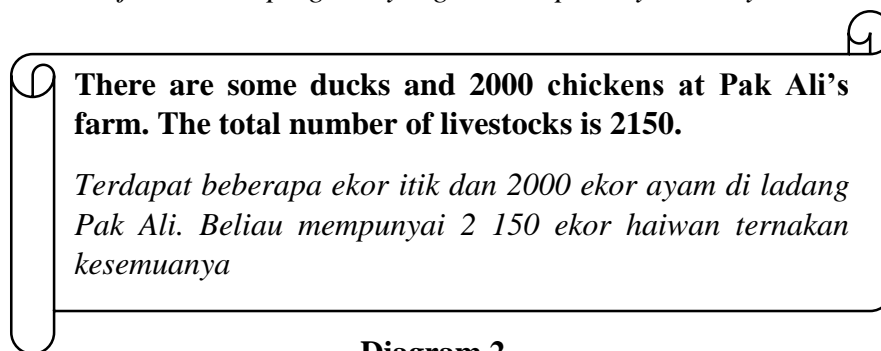 There are some ducks and 2000 chickens at Pak Ali's
farm. The total number of livestocks is 2150.
Terdapat beberapa ekor itik dan 2000 ekor ayam di ladang
Pak Ali. Beliau mempunyai 2 150 ekor haiwan ternakan
kesemuanya
Diagram 2